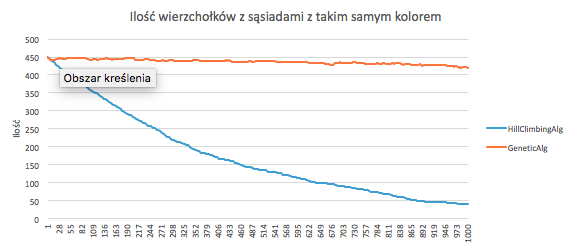 Ilość wierzchołków z sąsiadami z takim samym kolorem
500
450
400
350
300
250
200
150
100
50
0
Ilość
Obszar kreślenia
1 28 55 82 109 136 163 190 217 244 271 298 325 352 379 406 433 460 487 514 541 568 595 622 649 676 703 730 757 784 811 838 865 892 919 946 973 1000
HillClimbingAlg
GeneticAlg